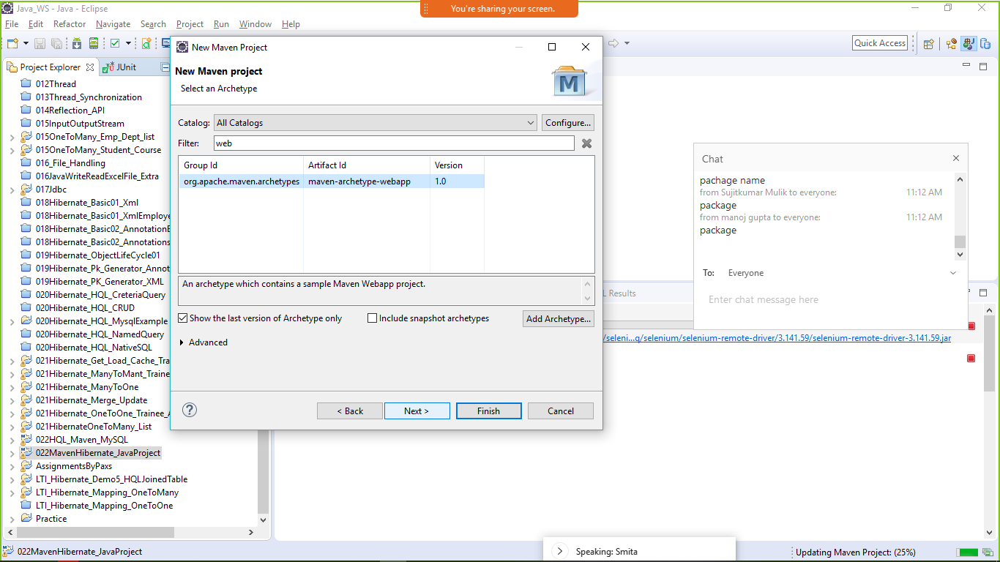 You're sharing your screen.
Java_WS - Java - Eclipse
File Edit Refactor Navigate Search Project Run Window Help
Quick Access
Project Explorer
JUnit
012Thread
013Thread_Synchronization
014Reflection_API
015InputOutputStream
015OneToMany_Emp_Dept_list
015OneToMany_Student_Course
016_File_Handling
016JavaWriteReadExcelFile_Extra
017Jdbc
018Hibernate_Basic01_Xml
018Hibernate_Basic01_XmlEmploye
018Hibernate_Basic02_AnnotationE
018Hibernate_Basic02_Annotations
019Hibernate_ObjectLifeCycle01
019Hibernate_Pk_Generator_Annot
019Hibernate_PK_Generator_XML
020Hibernate_HQL_CreteriaQuery
020Hibernate_HQL_CRUD
020Hibernate_HQL_MysqlExample
020Hibernate_HQL_NamedQuery
020Hibernate_HQL_NativeSQL
021Hibernate_Get_Load_Cache_Tra
021Hibernate_ManyToMant_Traine
021Hibernate_ManyToOne
021Hibernate_Merge_Update
021Hibernate_OneToOne_Trainee_A
021HibernateOneToMany_List
022HQL_Maven_MySQL
022MavenHibernate_JavaProject
AssignmentsByPaxs
LTI_Hibernate_Demo5_HQLJoinedTable
LTI_Hibernate_Mapping_OneToMany
LTI_Hibernate_Mapping_OneToOne
Practice
New Maven Project
New Maven project
Select an Archetype
M
Catalog: All Catalogs Configure...
Filter: web
Group Id Artifact Id Version
org.apache.maven.archetypes maven-archetype-webapp 1.0
An archetype which contains a sample Maven Webapp project.
Show the last version of Archetype only Include snapshot archetypes Add Archetype...
Advanced
? < Back Next > Finish Cancel
Chat
pachage name
from Sujitkumar Mulik to everyone: 11:12 AM
package
from manoj gupta to everyone: 11:12 AM
package
To: Everyone
Enter chat message here
L Results
/seleni...g/selenium/selenium-remote-driver/3.141.59/selenium-remote-driver-3.141.59.jar
022MavenHibernate_JavaProject
Speaking: Smita
Updating Maven Project: (25%)